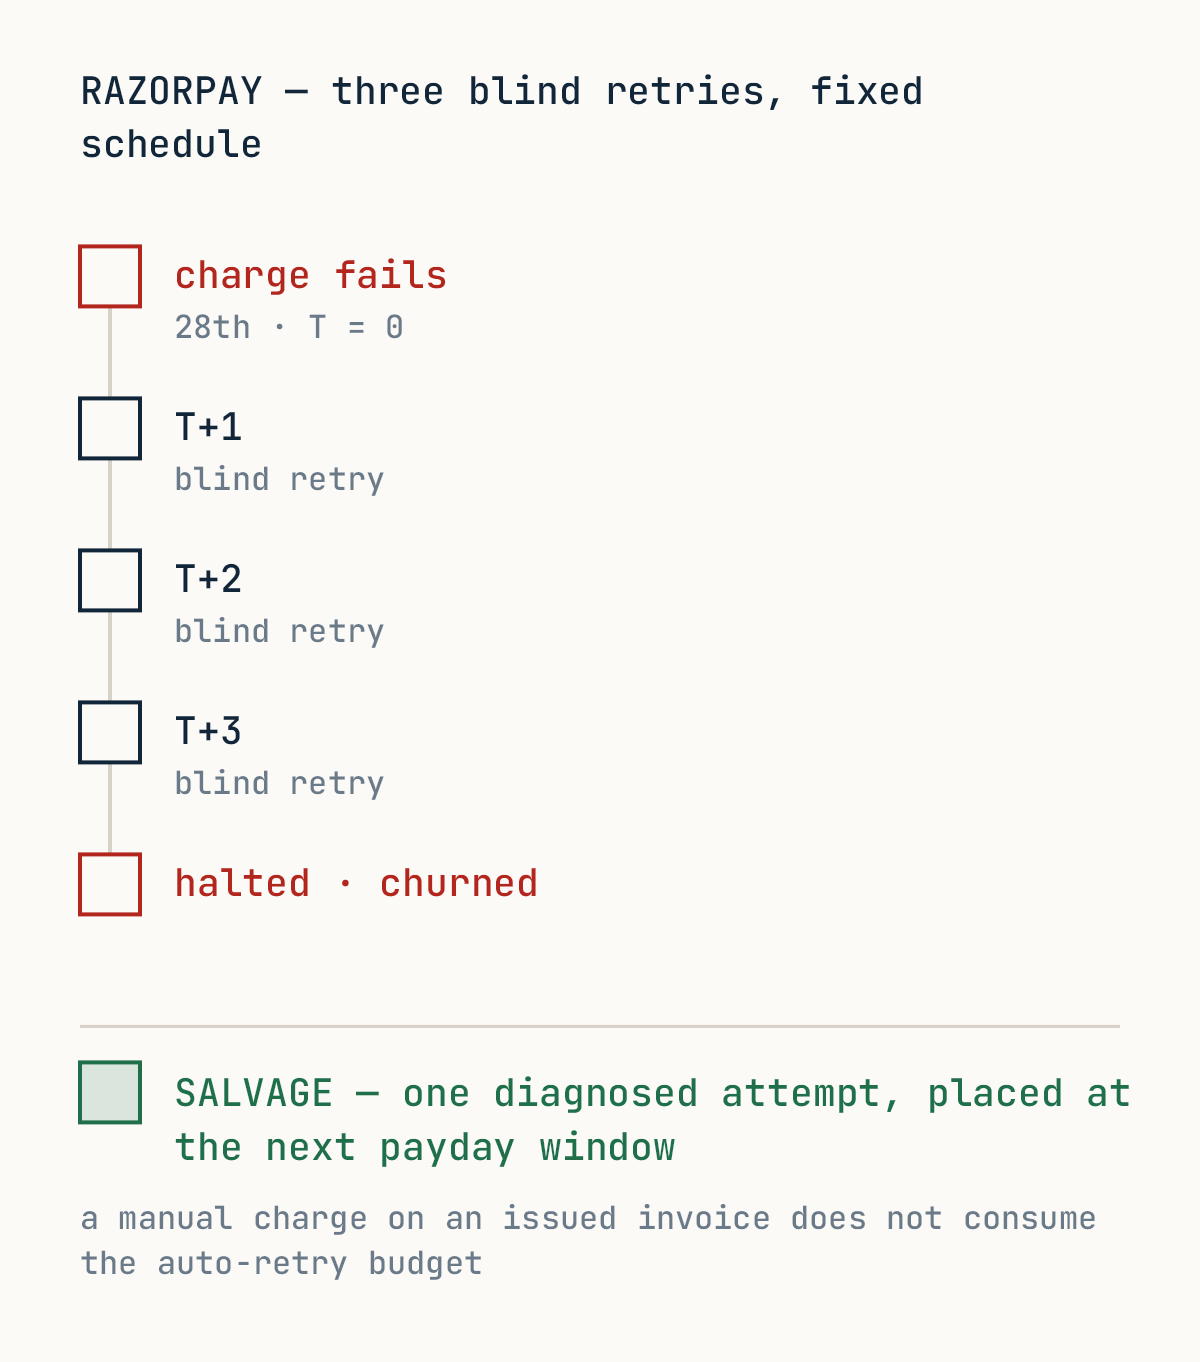 RAZORPAY — three blind retries, fixed
schedule
charge fails
28th · T = 0
T+1
blind retry
T+2
blind retry
T+3
blind retry
halted · churned
SALVAGE — one diagnosed attempt, placed at
the next payday window
a manual charge on an issued invoice does not consume
the auto-retry budget